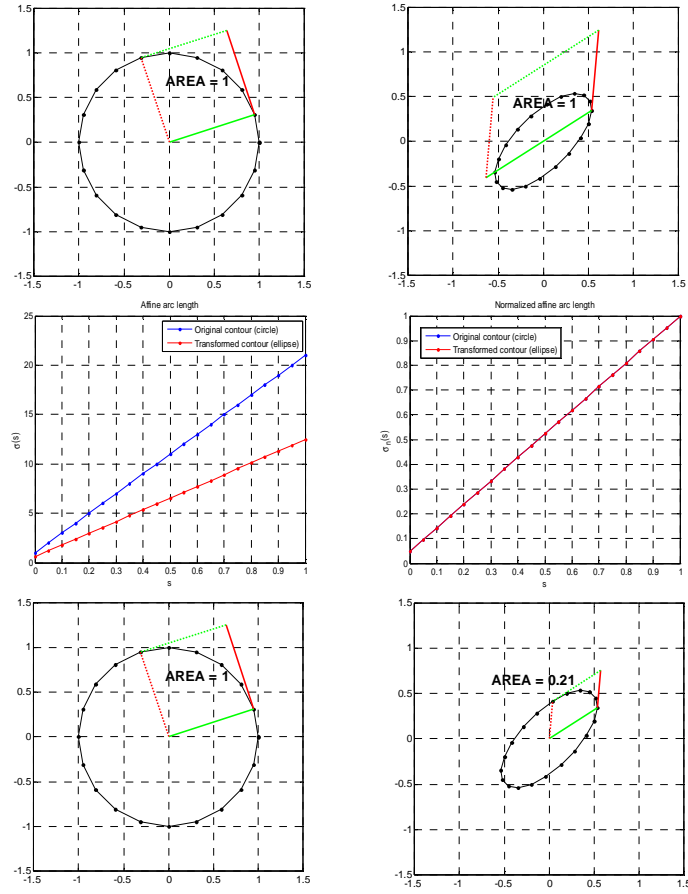 1.5
1
0.5
0
-0.5
-1
-1.5
AREA = 1
-1.5 -1 -0.5 0 0.5 1 1.5
1.5
1
0.5
0
-0.5
-1
-1.5
AREA = 1
-1.5 -1 -0.5 0 0.5 1 1.5
Affine arc length
25
20
15
10
5
0
σ(s)
Original contour (circle)
Transformed contour (ellipse)
0 0.1 0.2 0.3 0.4 0.5 0.6 0.7 0.8 0.9 1
s
Normalized affine arc length
1
0.9
0.8
0.7
0.6
0.5
0.4
0.3
0.2
0.1
0
σn(s)
Original contour (circle)
Transformed contour (ellipse)
0 0.1 0.2 0.3 0.4 0.5 0.6 0.7 0.8 0.9 1
s
1.5
1
0.5
0
-0.5
-1
-1.5
AREA = 1
-1.5 -1 -0.5 0 0.5 1 1.5
1.5
1
0.5
0
-0.5
-1
-1.5
AREA = 0.21
-1.5 -1 -0.5 0 0.5 1 1.5